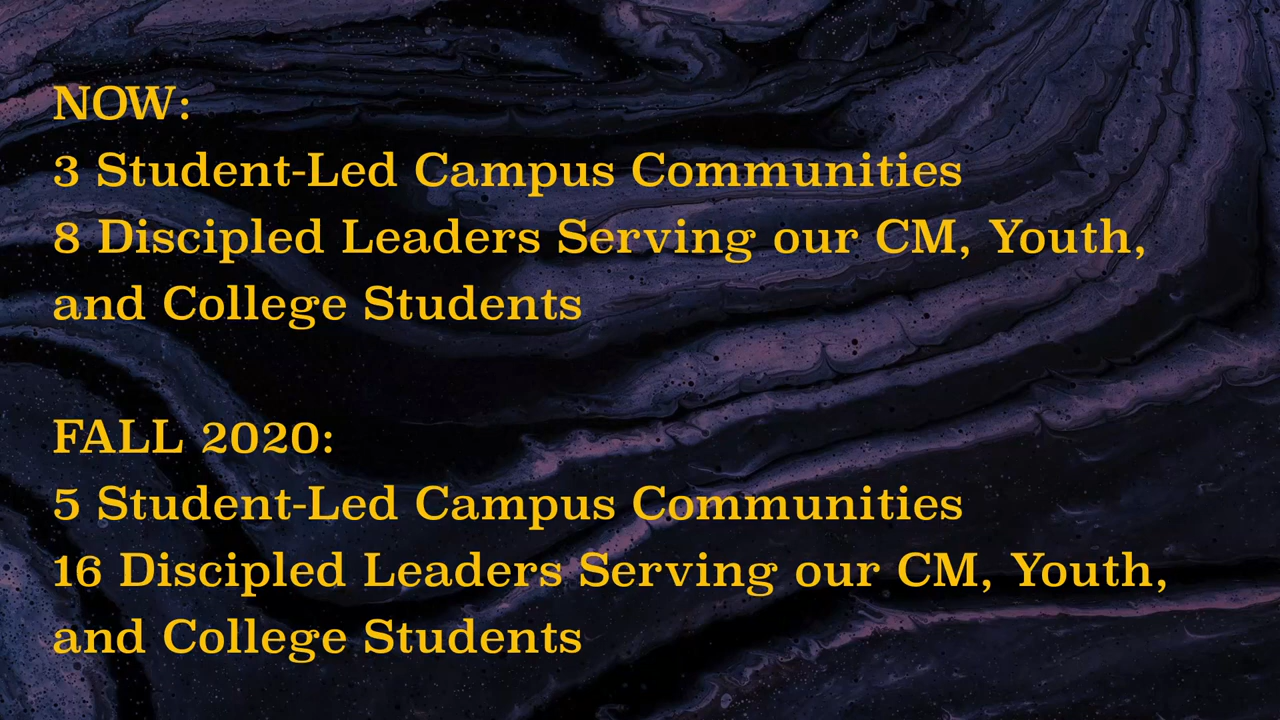 NOW:
3 Student-Led Campus Communities
8 Discipled Leaders Serving our CM, Youth,
and College Students
FALL 2020:
5 Student-Led Campus Communities
16 Discipled Leaders Serving our CM, Youth,
and College Students